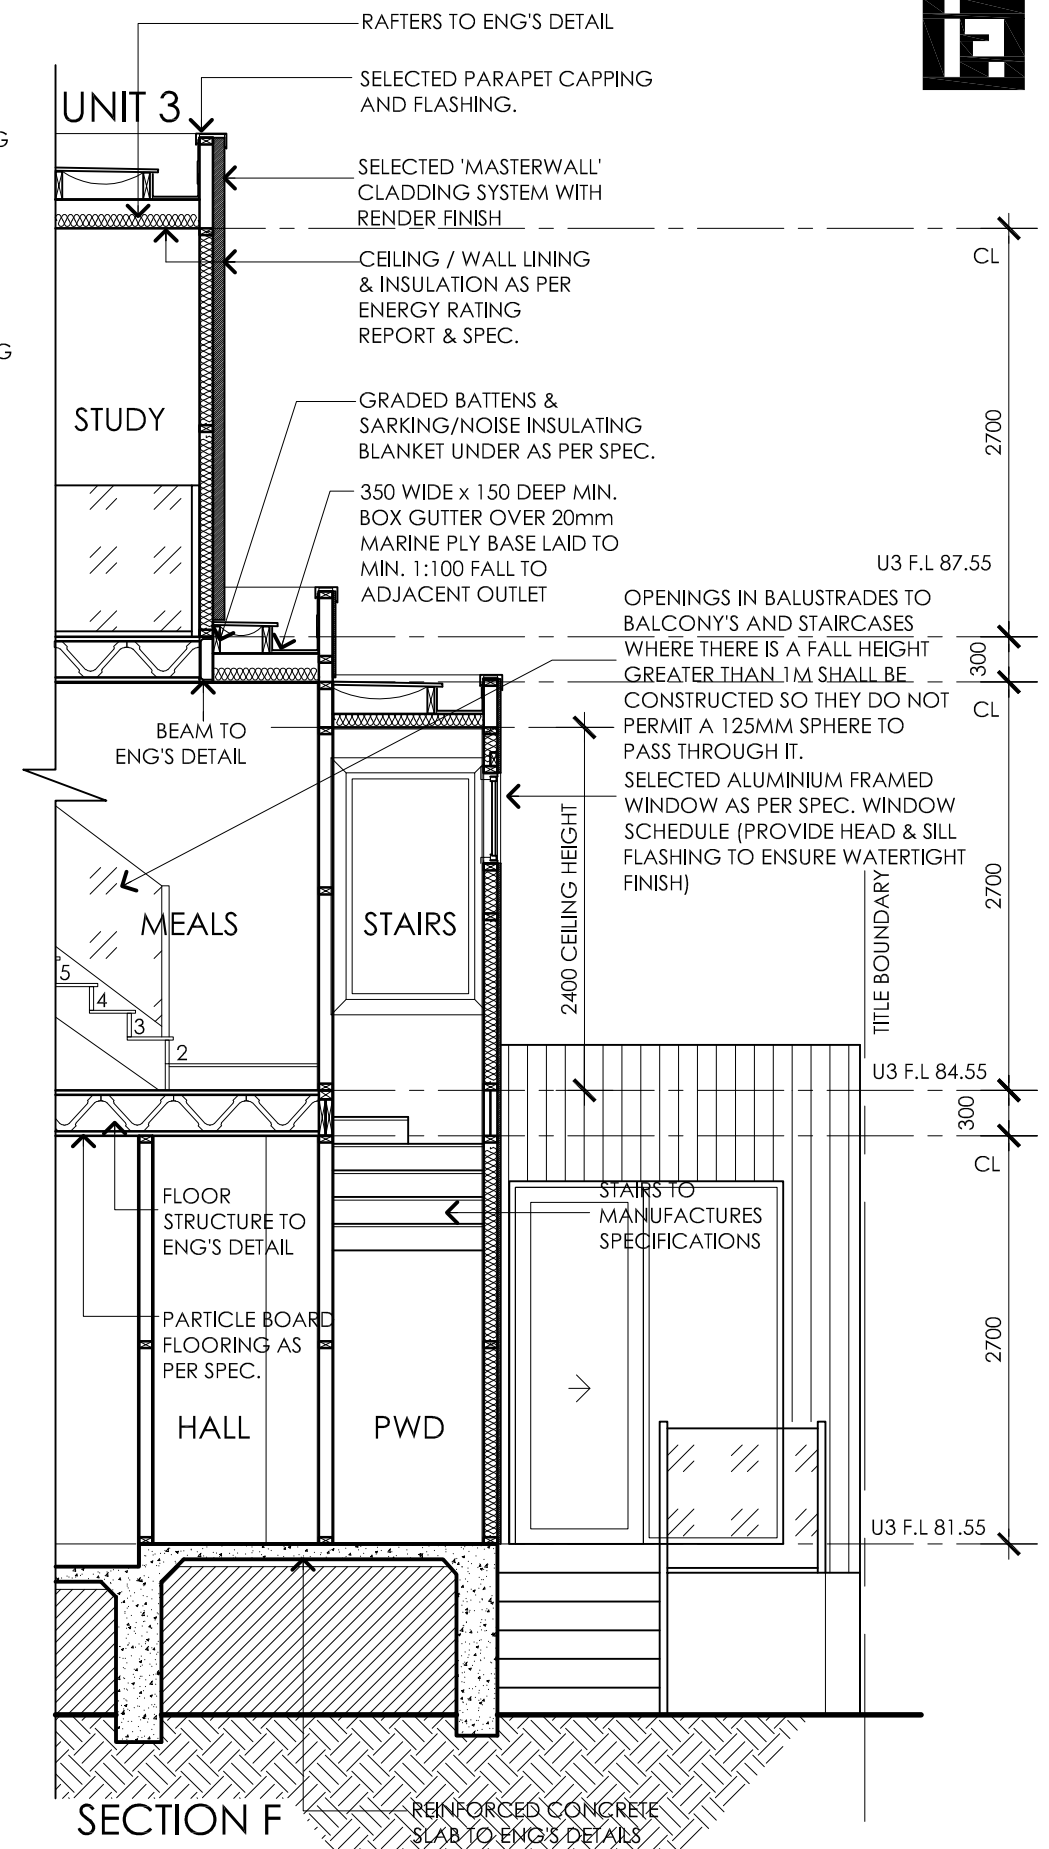 RAFTERS TO ENG'S DETAIL
UNIT 3
SELECTED PARAPET CAPPING
AND FLASHING.
G
SELECTED 'MASTERWALL'
CLADDING SYSTEM WITH
RENDER FINISH
CL
CEILING / WALL LINING
& INSULATION AS PER
ENERGY RATING
REPORT & SPEC.
G
STUDY
GRADED BATTENS &
SARKING/NOISE INSULATING
BLANKET UNDER AS PER SPEC.
2700
350 WIDE x 150 DEEP MIN.
BOX GUTTER OVER 20mm
MARINE PLY BASE LAID TO
MIN. 1:100 FALL TO
ADJACENT OUTLET
U3 F.L 87.55
OPENINGS IN BALUSTRADES TO
BALCONY'S AND STAIRCASES
WHERE THERE IS A FALL HEIGHT
GREATER THAN 1M SHALL BE
CONSTRUCTED SO THEY DO NOT
PERMIT A 125MM SPHERE TO
PASS THROUGH IT.
300
CL
BEAM TO
ENG'S DETAIL
SELECTED ALUMINIUM FRAMED
WINDOW AS PER SPEC. WINDOW
SCHEDULE (PROVIDE HEAD & SILL
FLASHING TO ENSURE WATERTIGHT
FINISH)
2400 CEILING HEIGHT
2700
TITLE BOUNDARY
MEALS
STAIRS
5
4
3
2
U3 F.L 84.55
300
CL
FLOOR
STRUCTURE TO
ENG'S DETAIL
STAIRS TO
MANUFACTURES
SPECIFICATIONS
PARTICLE BOARD
FLOORING AS
PER SPEC.
2700
HALL
PWD
U3 F.L 81.55
SECTION F
REINFORCED CONCRETE
SLAB TO ENG'S DETAILS